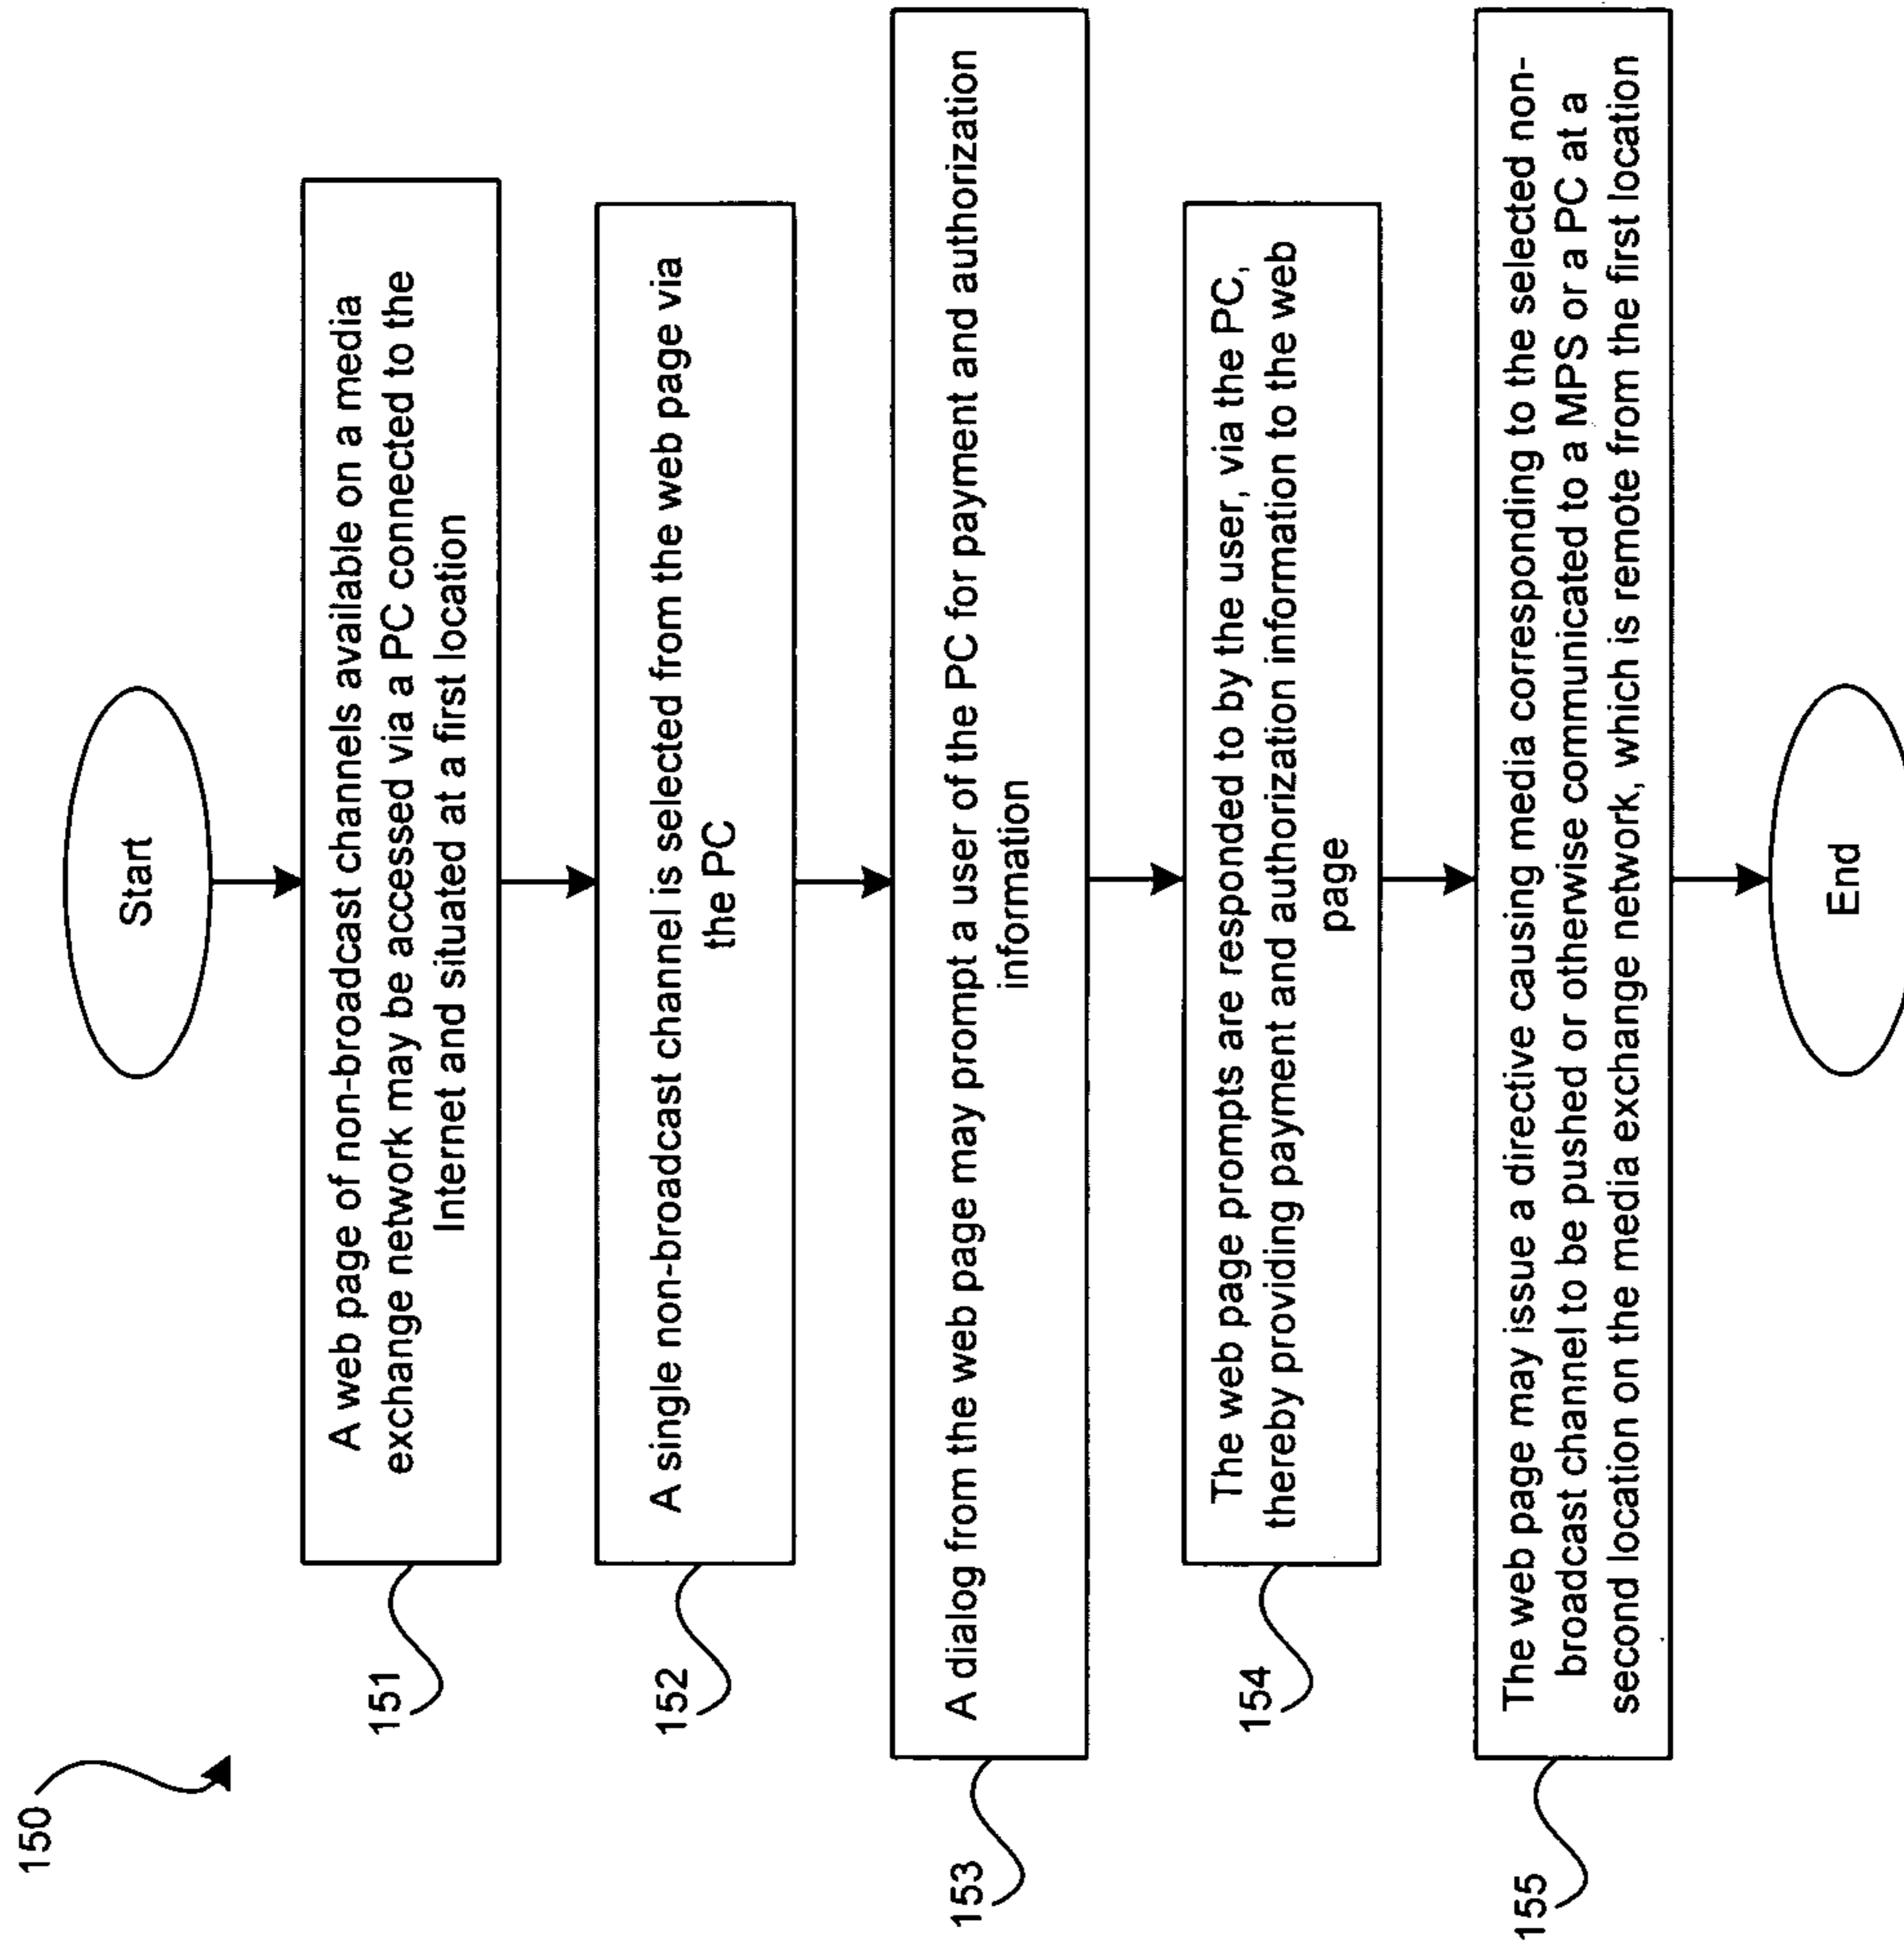 150
Start
151
A web page of non-broadcast channels available on a media
exchange network may be accessed via a PC connected to the
Internet and situated at a first location
152
A single non-broadcast channel is selected from the web page via
the PC
153
A dialog from the web page may prompt a user of the PC for payment and authorization
information
154
The web page prompts are responded to by the user, via the PC,
thereby providing payment and authorization information to the web
page
155
The web page may issue a directive causing media corresponding to the selected non-
broadcast channel to be pushed or otherwise communicated to a MPS or a PC at a
second location on the media exchange network, which is remote from the first location
End